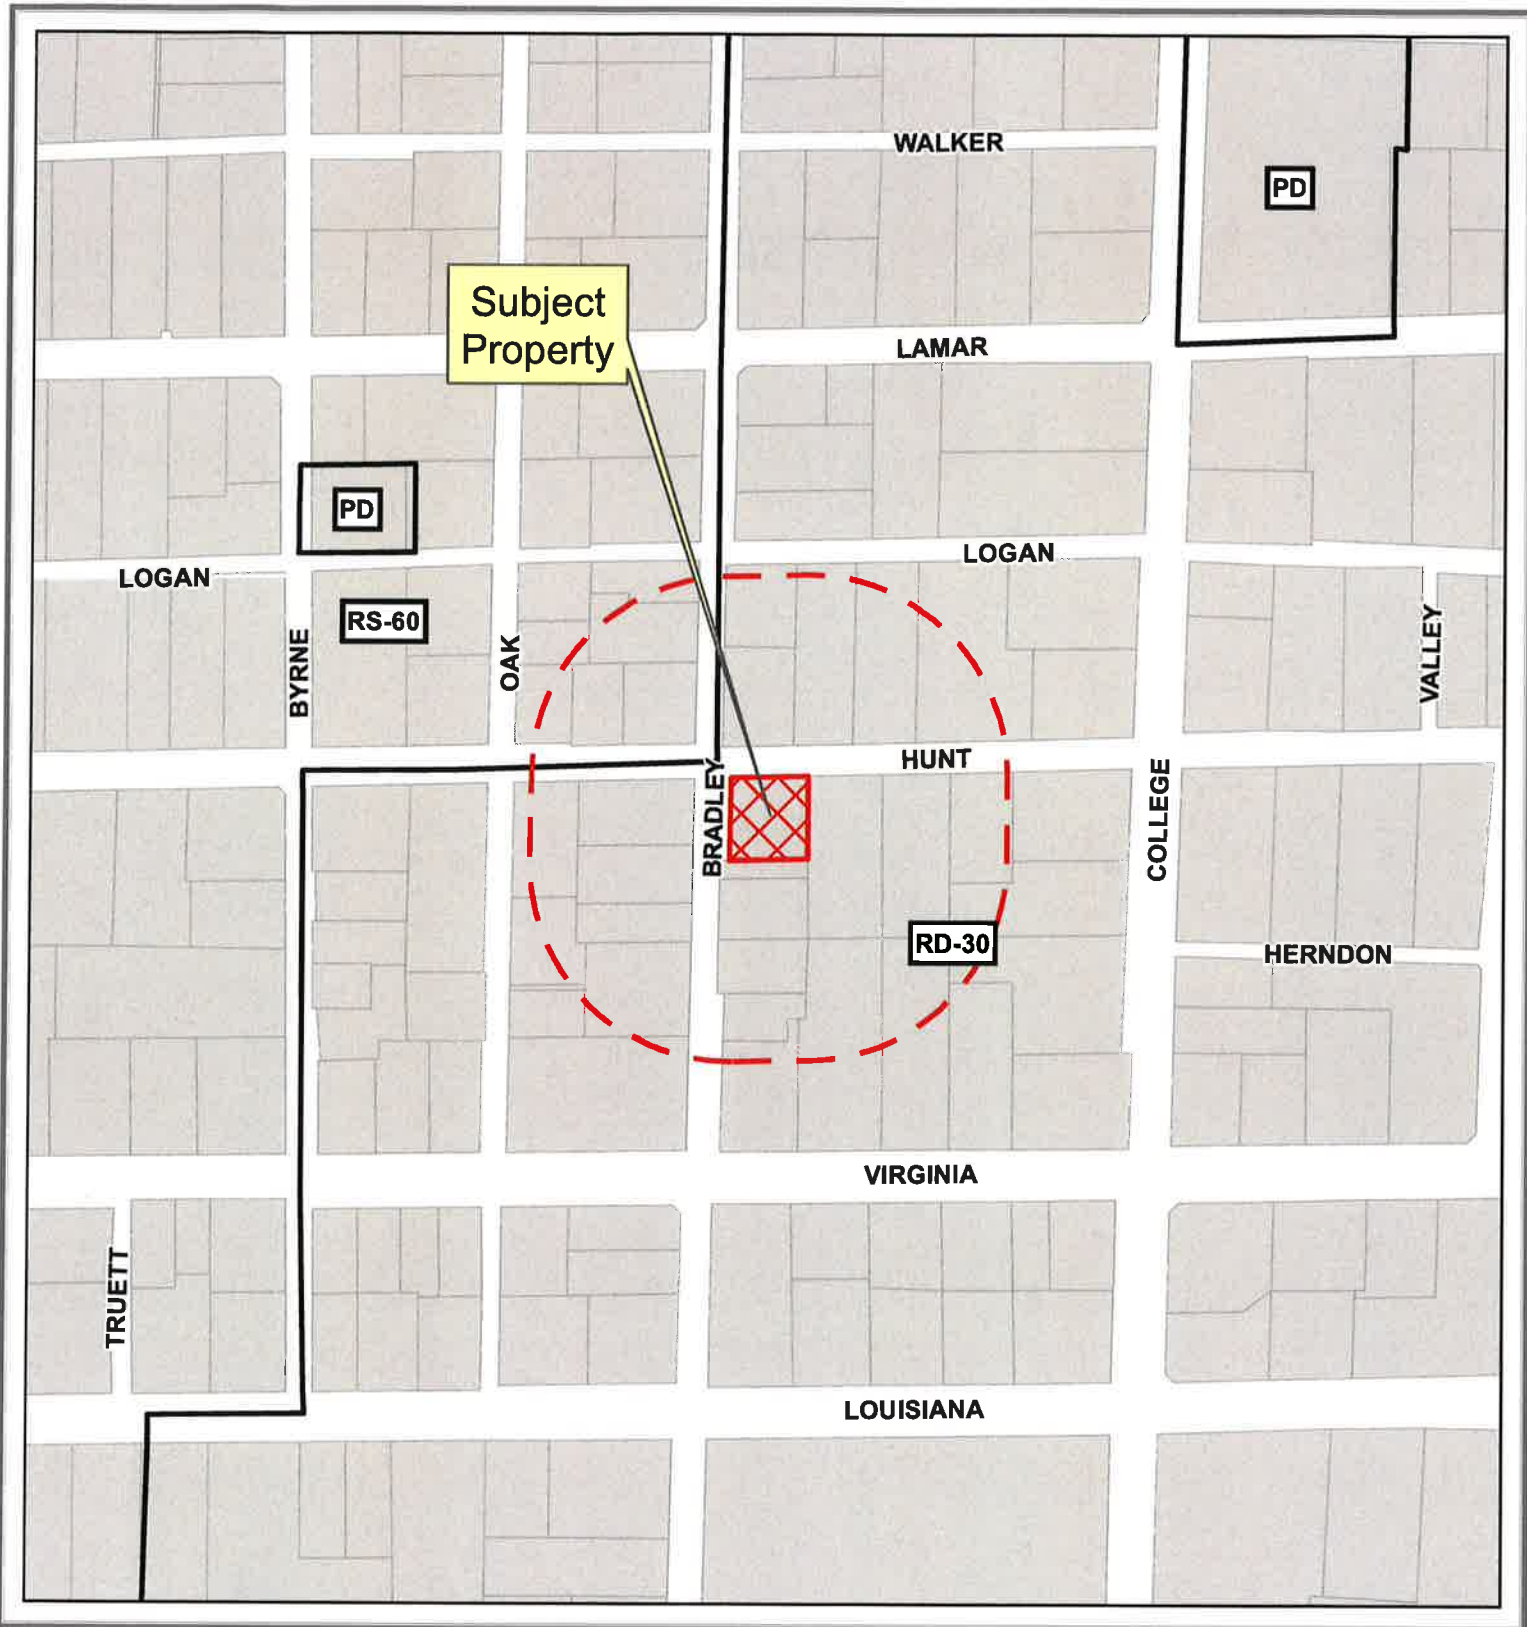 WALKER
PD
Subject
Property
LAMAR
PD
LOGAN
LOGAN
RS-60
BYRNE
OAK
VALLEY
HUNT
BRADLEY
COLLEGE
RD-30
HERNDON
VIRGINIA
TRUETT
LOUISIANA